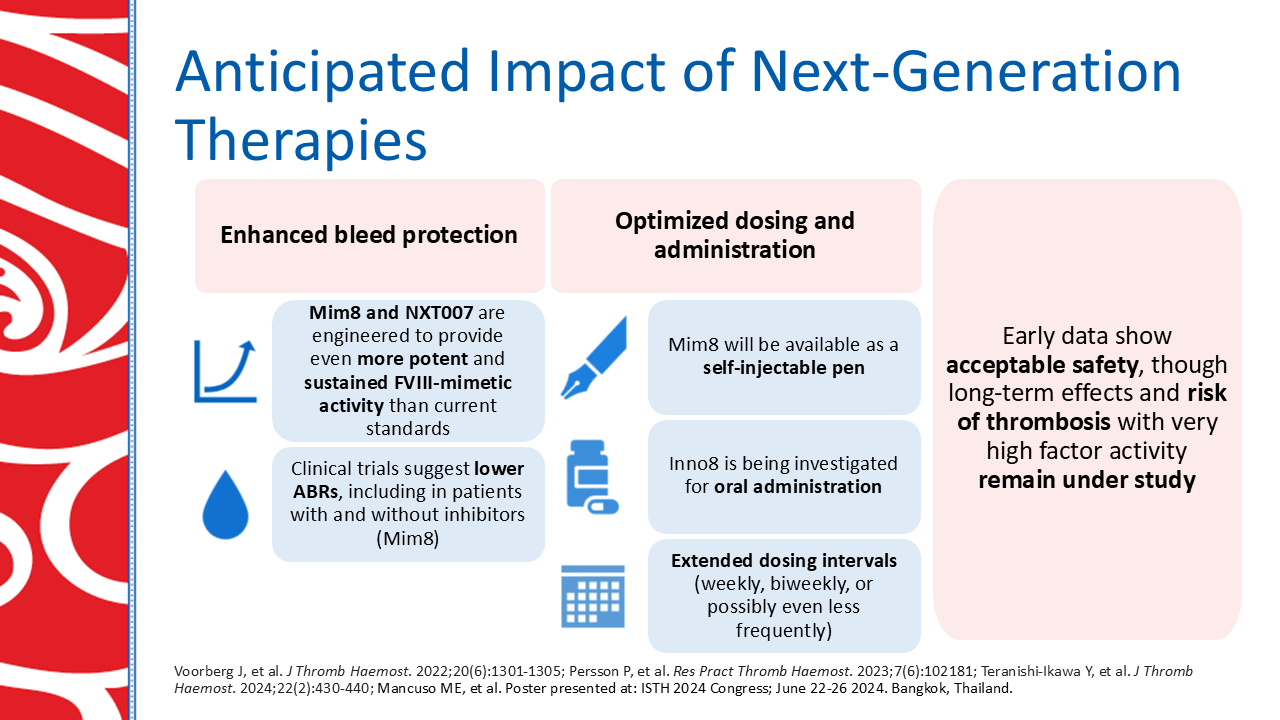 Anticipated Impact of Next-Generation
Therapies
Enhanced bleed protection
Mim8 and NXT007 are
engineered to provide
even more potent and
sustained FVIII-mimetic
activity than current
standards
Clinical trials suggest lower
ABRs, including in patients
with and without inhibitors
(Mim8)
Optimized dosing and
administration
Mim8 will be available as a
self-injectable pen
Inno8 is being investigated
for oral administration
Extended dosing intervals
(weekly, biweekly, or
possibly even less
frequently)
Early data show
acceptable safety, though
long-term effects and risk
of thrombosis with very
high factor activity
remain under study
Voorberg J, et al. J Thromb Haemost. 2022;20(6):1301-1305; Persson P, et al. Res Pract Thromb Haemost. 2023;7(6):102181; Teranishi-Ikawa Y, et al. J Thromb
Haemost. 2024;22(2):430-440; Mancuso ME, et al. Poster presented at: ISTH 2024 Congress; June 22-26 2024. Bangkok, Thailand.